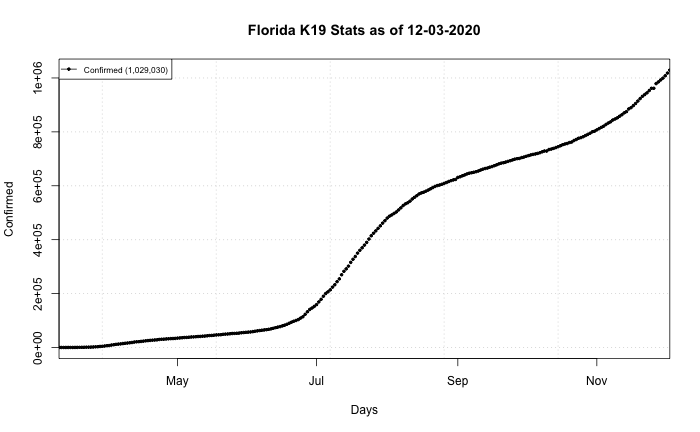 Florida K19 Stats as of 12-03-2020
Confirmed (1,029,030)
1e+06
8e+05
6e+05
4e+05
2e+05
0e+00
Confirmed
May Jul Sep Nov
Days